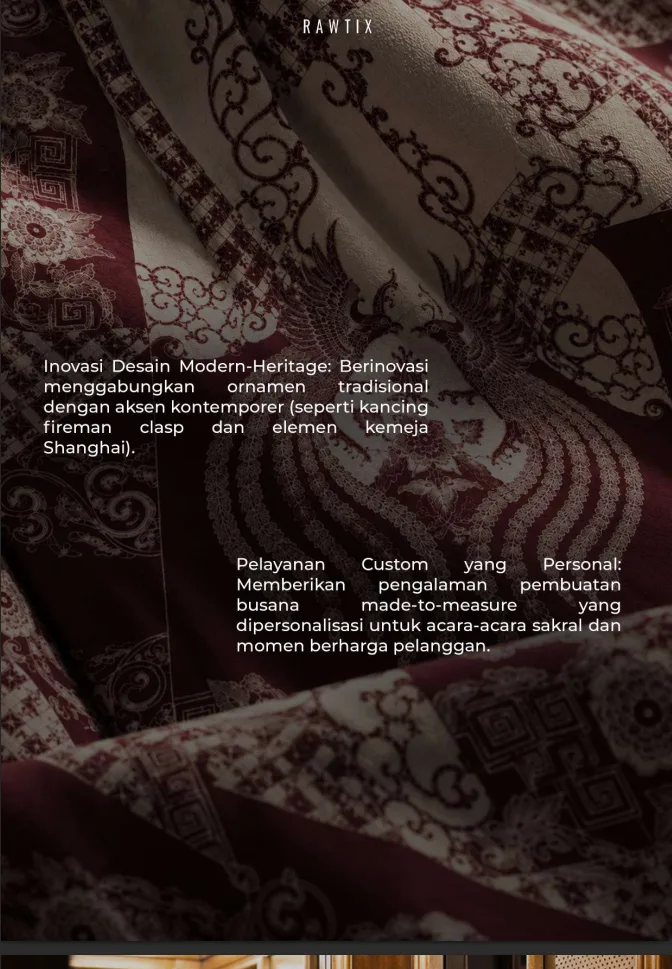 RAWTIX
Inovasi Desain Modern-Heritage: Berinovasi
menggabungkan ornamen tradisional
dengan aksen kontemporer (seperti kancing
fireman clasp dan elemen kemeja
Shanghai).
Pelayanan Custom yang Personal:
Memberikan pengalaman pembuatan
busana made-to-measure yang
dipersonalisasi untuk acara-acara sakral dan
momen berharga pelanggan.